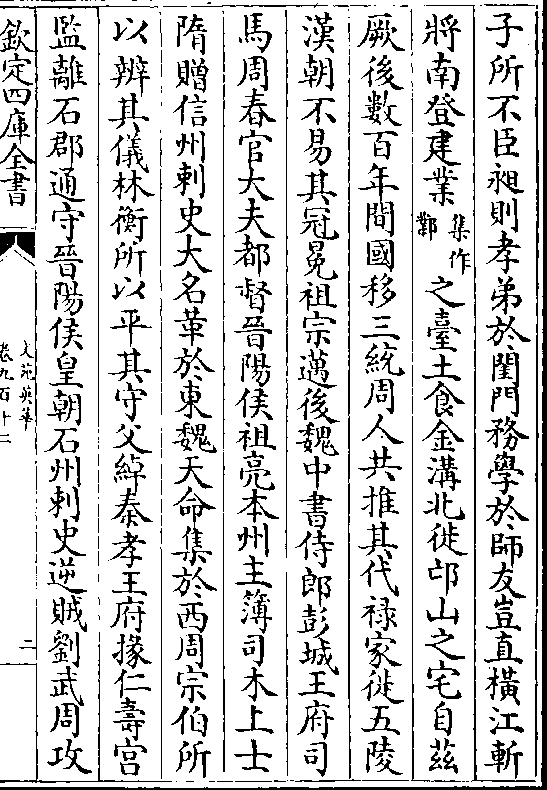 子所不臣昶則孝弟於閨門務學於師友豈直橫江斬
將南登建業集作鄴之臺土食金溝北徙邙山之宅自兹
厥後數百年間國移三統周人共推其代禄家徙五陵
漢朝不易其冠冕祖宗邁後魏中書侍郎彭城王府司
馬周春官大夫都督晉陽侯祖亮本州主簿司木上士
隋贈信州刺史大名革於東魏天命集於西周宗伯所
以辨其儀林衡所以平其守父綽秦孝王府掾仁壽宫
監離石郡通守晉陽侯皇朝石州刺史逆賊劉武周攻
欽定四庫全書
文苑英華
卷九百十二
二